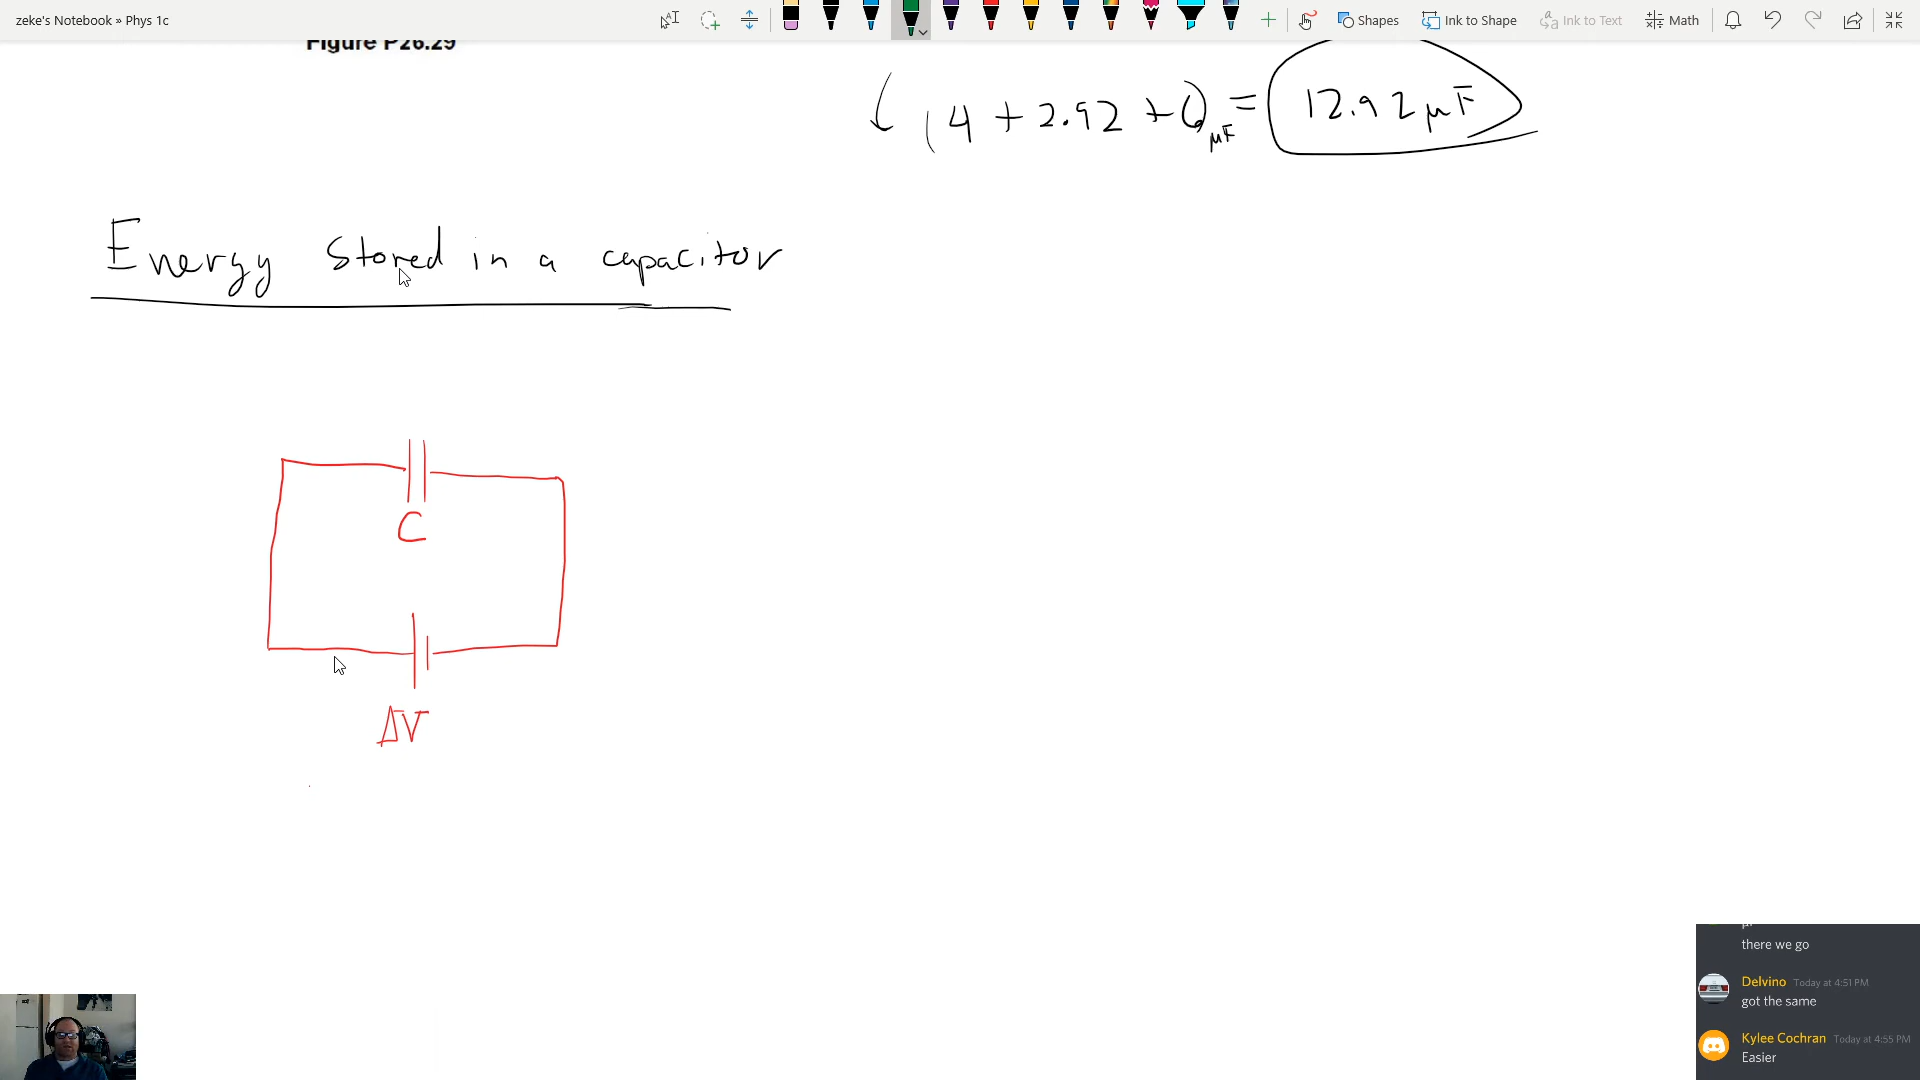 zeke's Notebook » Phys 1c
Shapes
Ink to Shape
Ink to Text
Math
Figure P26.29
(4 + 2.92 + 6) μF = 12.92 μF
Energy stored in a capacitor
C
ΔV
there we go
Delvino Today at 4:51 PM
got the same
Kylee Cochran Today at 4:55 PM
Easier